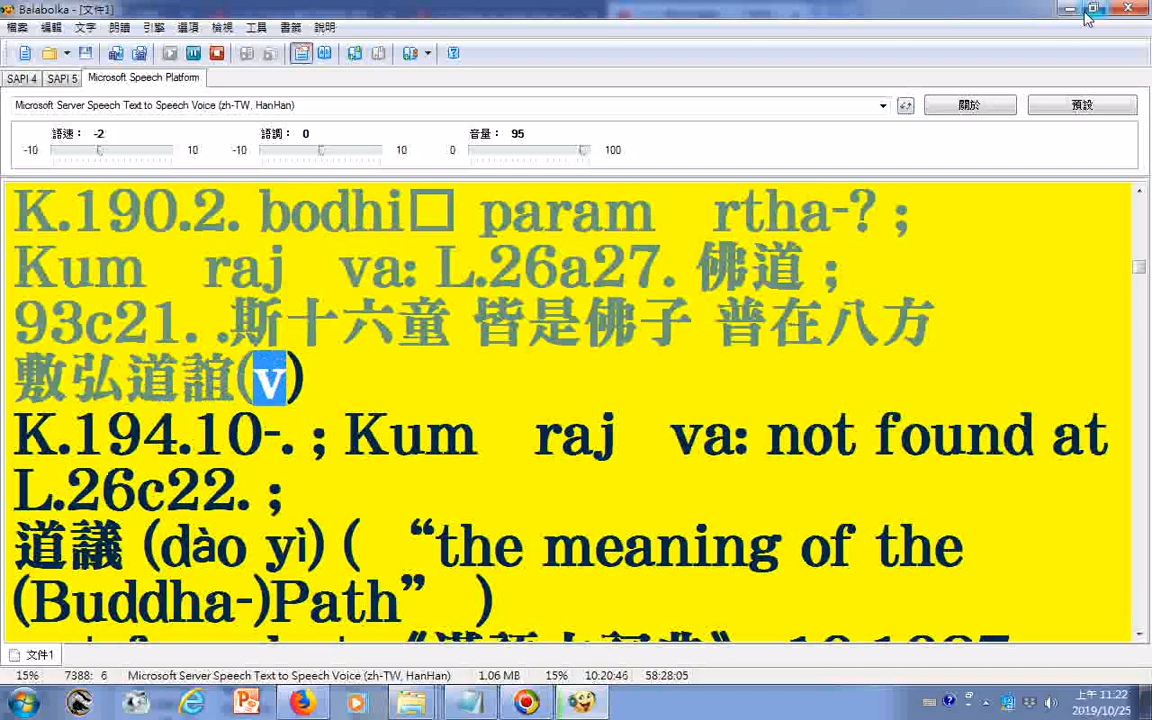 Balabolka - [文件1]
檔案 編輯 文字 朗讀 引擎 選項 檢視 工具 書籤 說明
SAPI 4 SAPI 5 Microsoft Speech Platform
Microsoft Server Speech Text to Speech Voice (zh-TW, HanHan) 關於 預設
語速： -2 語調： 0 音量： 95
-10 10 -10 10 0 100
K.190.2. bodhi□ param rtha-? ;
Kum raj va: L.26a27. 佛道 ;
93c21. .斯十六童 皆是佛子 普在八方
敷弘道誼(v)
K.194.10-. ; Kum raj va: not found at
L.26c22. ;
道議 (dào yì) ( “the meaning of the
(Buddha-)Path” )
文件1
15% 7388: 6 Microsoft Server Speech Text to Speech Voice (zh-TW, HanHan) 1.06 MB 15% 10:20:46 58:28:05
上午 11:22
2019/10/25